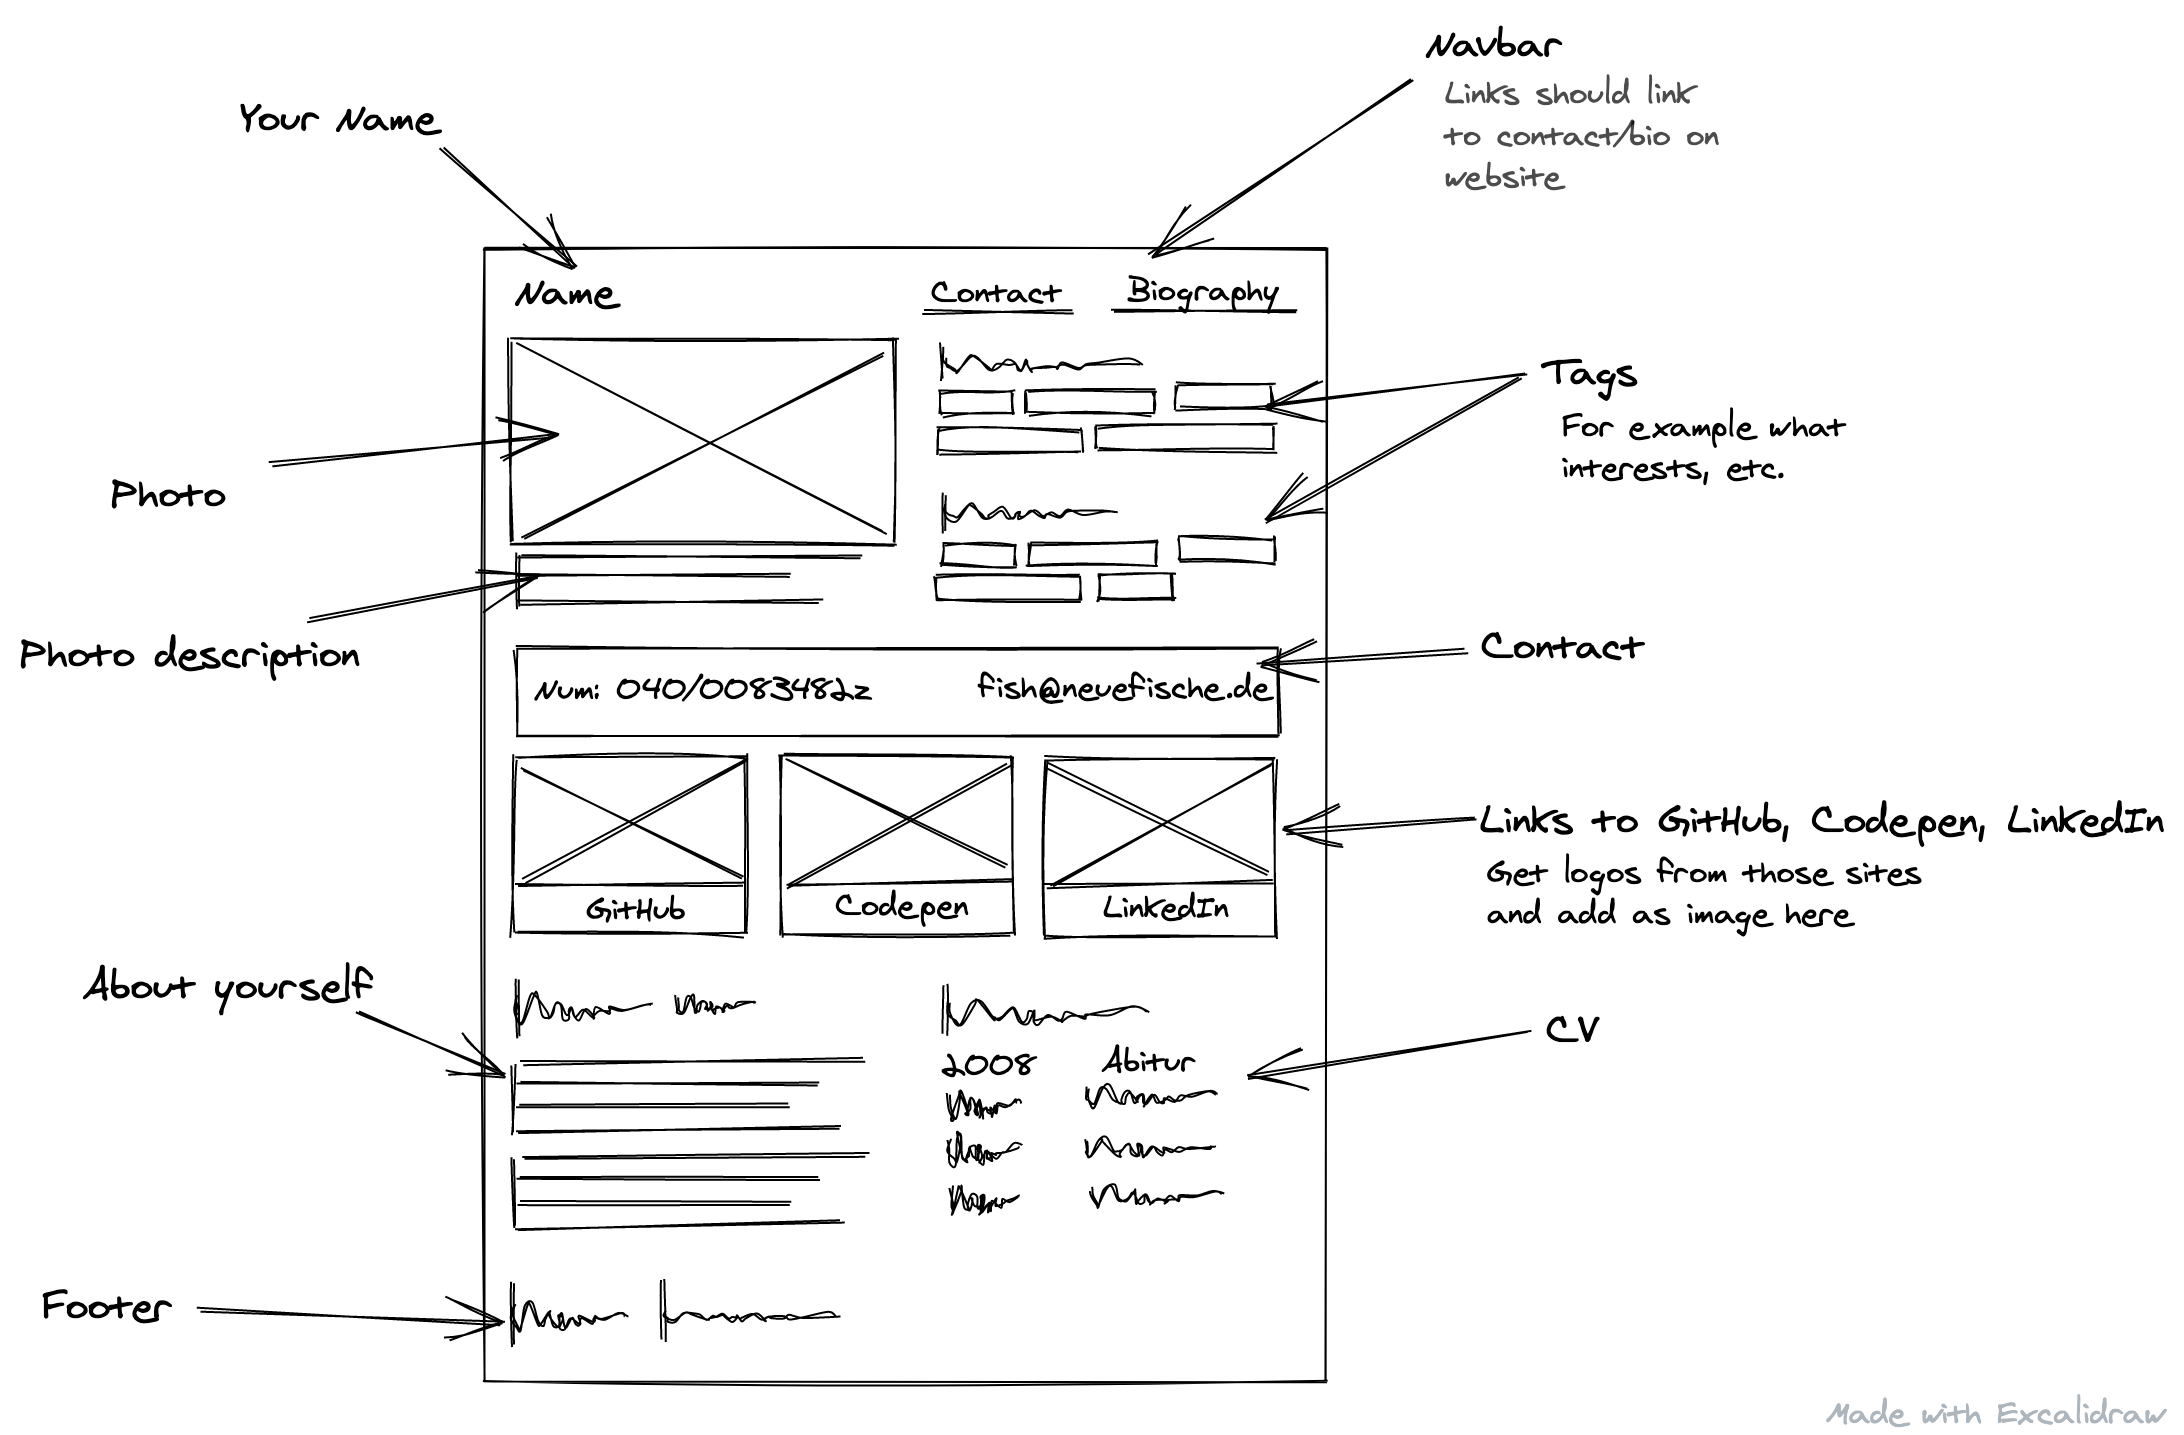 Navbar
Links should link
to contact/bio on
website
Your Name
Name
Contact
Biography
Tags
For example what
interests, etc.
Photo
Photo description
Contact
Num: 040/0083482z
fish@neuefische.de
Links to GitHub, Codepen, LinkedIn
Get logos from those sites
and add as image here
GitHub
Codepen
LinkedIn
About yourself
CV
2008
Abitur
Footer
Made with Excalidraw